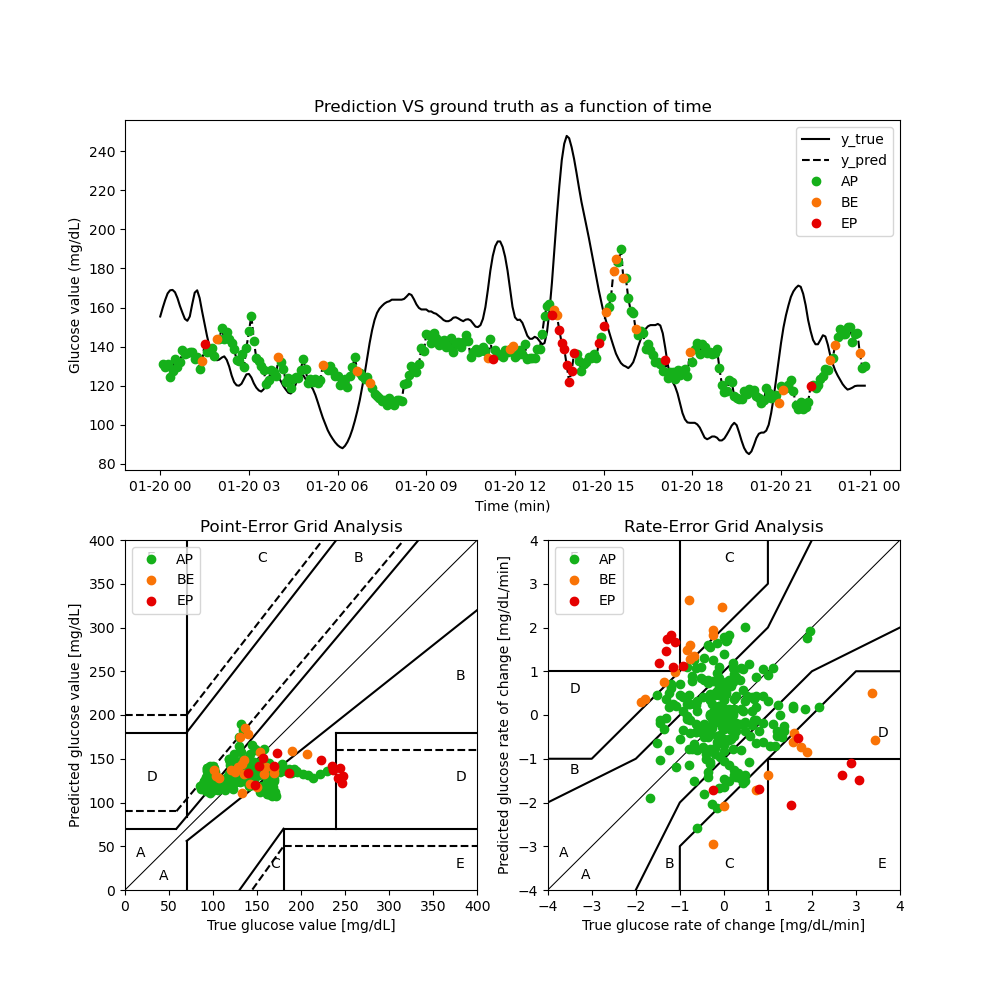 Prediction VS ground truth as a function of time
Glucose value (mg/dL)
240
220
200
180
160
140
120
100
80
y_true
y_pred
AP
BE
EP
01-20 00 01-20 03 01-20 06 01-20 09 01-20 12 01-20 15 01-20 18 01-20 21 01-21 00
Time (min)
Point-Error Grid Analysis
Predicted glucose value [mg/dL]
400
350
300
250
200
150
100
50
0
AP
BE
EP
C
B
B
D
D
A
A
C
E
0 50 100 150 200 250 300 350 400
True glucose value [mg/dL]
Rate-Error Grid Analysis
Predicted glucose rate of change [mg/dL/min]
4
3
2
1
0
−1
−2
−3
−4
AP
BE
EP
C
D
D
B
A
A
B
C
E
−4 −3 −2 −1 0 1 2 3 4
True glucose rate of change [mg/dL/min]